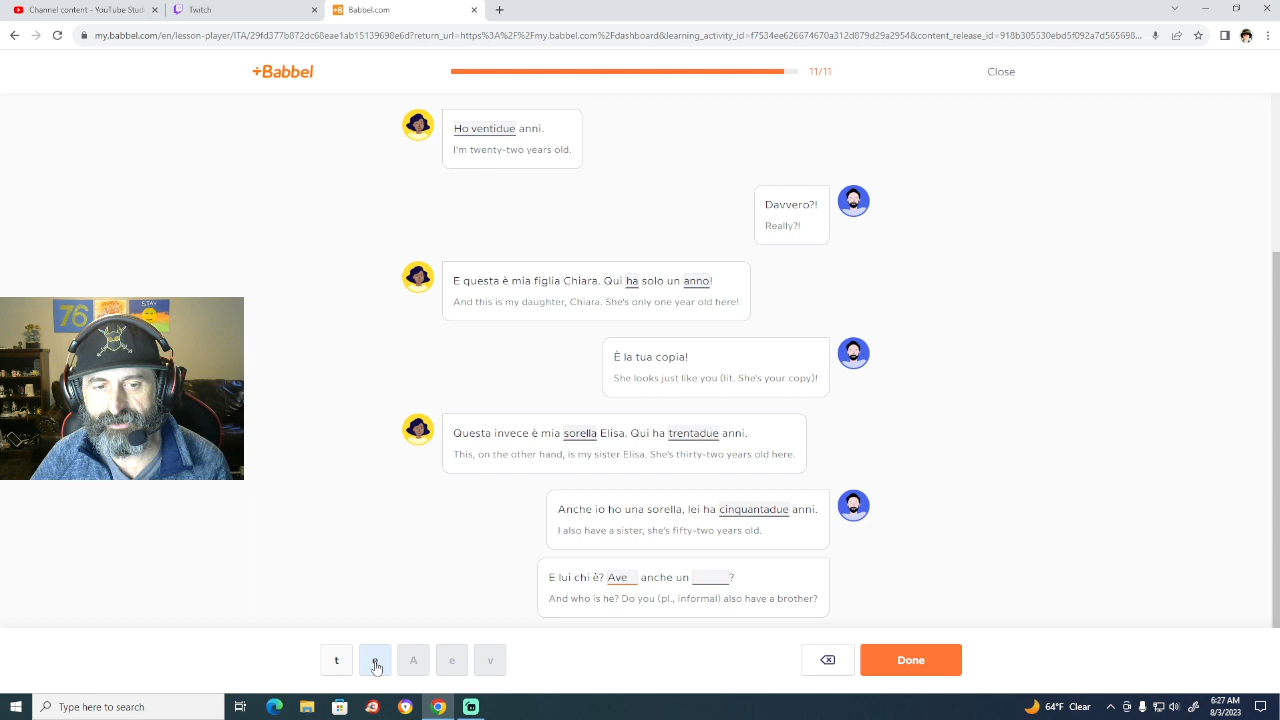 Channel content - YouTube Studi
Twitch
Babbel.com
my.babbel.com/en/lesson-player/ITA/29fd377b872dc68eae1ab15139698e6d?return_url=https%3A%2F%2Fmy.babbel.com%2Fdashboard&learning_activity_id=f7534ee626674670a312d879d29a2954&content_release_id=918b305530ebd5f092a7d565698...
+Babbel
11/11
Close
Ho ventidue anni.
I'm twenty-two years old.
Davvero?!
Really?!
E questa è mia figlia Chiara. Qui ha solo un anno!
And this is my daughter, Chiara. She's only one year old here!
È la tua copia!
She looks just like you (lit. She's your copy)!
Questa invece è mia sorella Elisa. Qui ha trentadue anni.
This, on the other hand, is my sister Elisa. She's thirty-two years old here.
Anche io ho una sorella, lei ha cinquantadue anni.
I also have a sister, she's fifty-two years old.
E lui chi è? Ave__ anche un _____?
And who is he? Do you (pl., informal) also have a brother?
76
STAY
t e A e v
Done
Type here to search
64°F Clear
6:27 AM
8/3/2023